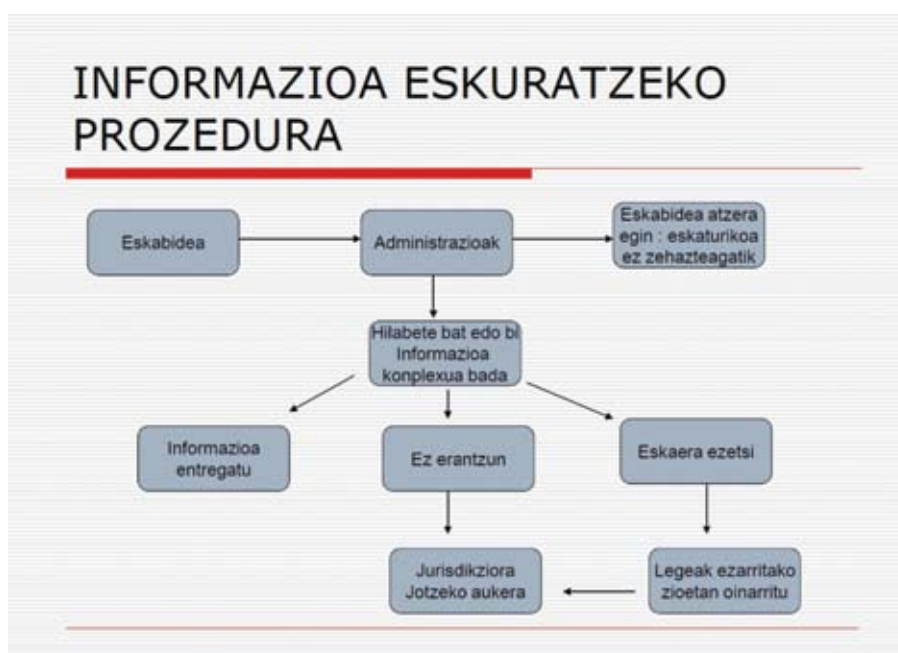 INFORMAZIOA ESKURATZEKO
PROZEDURA
Eskabidea
Administrazioak
Eskabidea atzera
egin : eskaturikoa
ez zehazteagatik
Hilabete bat edo bi
Informazioa
konplexua bada
Informazioa
entregatu
Ez erantzun
Eskaera ezetsi
Jurisdikziora
Jotzeko aukera
Legeak ezarritako
zioetan oinarritu